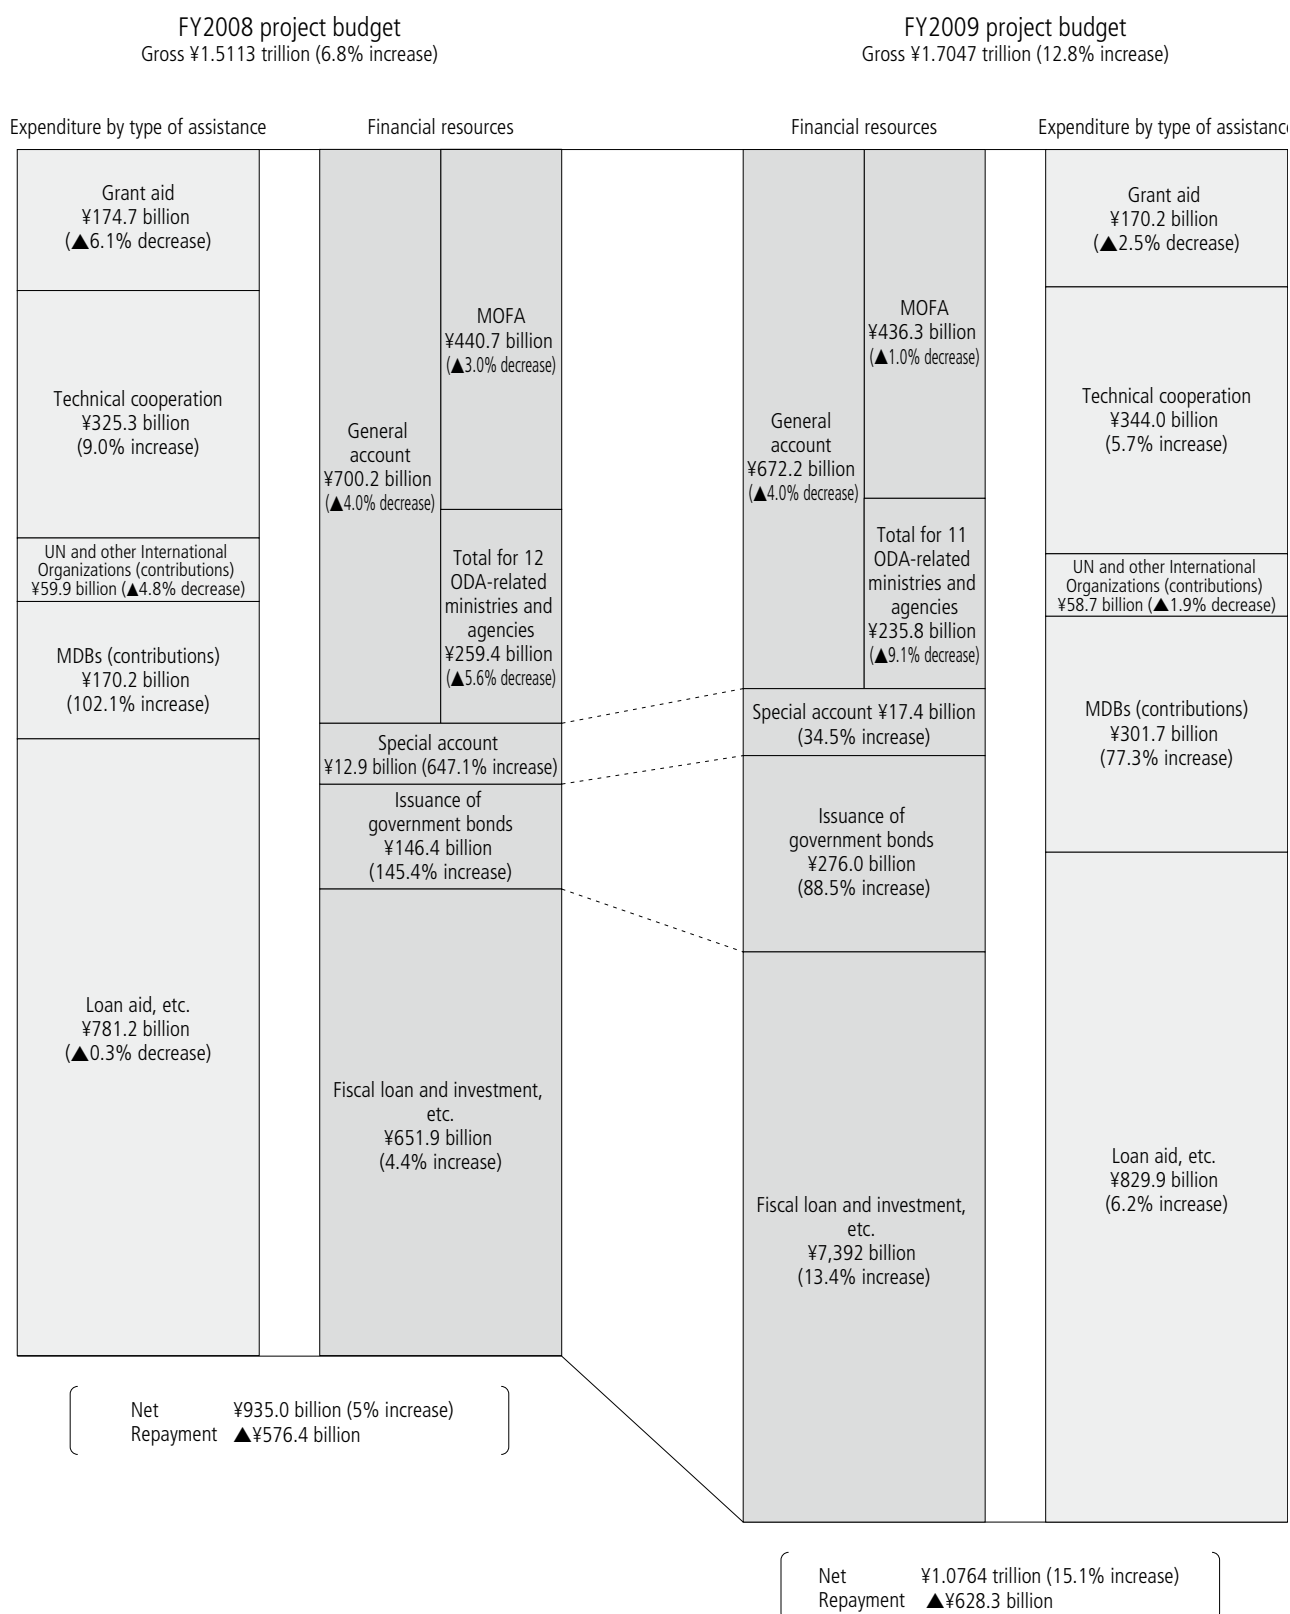 FY2008 project budget
Gross ¥1.5113 trillion (6.8% increase)
Expenditure by type of assistance
Financial resources
Grant aid
¥174.7 billion
(▲6.1% decrease)
Technical cooperation
¥325.3 billion
(9.0% increase)
UN and other International
Organizations (contributions)
¥59.9 billion (▲4.8% decrease)
MDBs (contributions)
¥170.2 billion
(102.1% increase)
Loan aid, etc.
¥781.2 billion
(▲0.3% decrease)
General
account
¥700.2 billion
(▲4.0% decrease)
MOFA
¥440.7 billion
(▲3.0% decrease)
Total for 12
ODA-related
ministries and
agencies
¥259.4 billion
(▲5.6% decrease)
Special account
¥12.9 billion (647.1% increase)
Issuance of
government bonds
¥146.4 billion
(145.4% increase)
Fiscal loan and investment,
etc.
¥651.9 billion
(4.4% increase)
Net ¥935.0 billion (5% increase)
Repayment ▲¥576.4 billion
FY2009 project budget
Gross ¥1.7047 trillion (12.8% increase)
Financial resources
Expenditure by type of assistance
General
account
¥672.2 billion
(▲4.0% decrease)
MOFA
¥436.3 billion
(▲1.0% decrease)
Total for 11
ODA-related
ministries and
agencies
¥235.8 billion
(▲9.1% decrease)
Special account ¥17.4 billion
(34.5% increase)
Issuance of
government bonds
¥276.0 billion
(88.5% increase)
Fiscal loan and investment,
etc.
¥7,392 billion
(13.4% increase)
Grant aid
¥170.2 billion
(▲2.5% decrease)
Technical cooperation
¥344.0 billion
(5.7% increase)
UN and other International
Organizations (contributions)
¥58.7 billion (▲1.9% decrease)
MDBs (contributions)
¥301.7 billion
(77.3% increase)
Loan aid, etc.
¥829.9 billion
(6.2% increase)
Net ¥1.0764 trillion (15.1% increase)
Repayment ▲¥628.3 billion